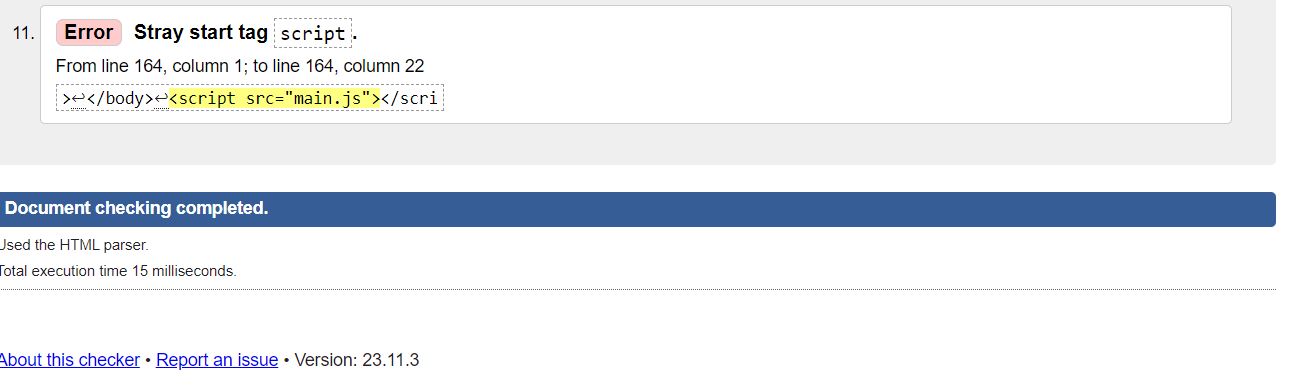 11. Error Stray start tag script.
From line 164, column 1; to line 164, column 22
>↩</body>↩<script src="main.js"></scri
Document checking completed.
Used the HTML parser.
Total execution time 15 milliseconds.
About this checker • Report an issue • Version: 23.11.3